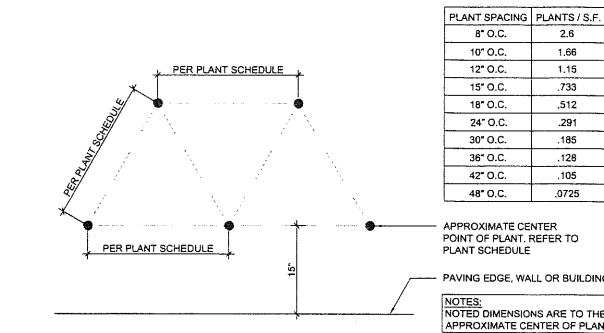 PLANT SPACING PLANTS / S.F.
8" O.C. 2.6
10" O.C. 1.66
12" O.C. 1.15
15" O.C. .733
18" O.C. .512
24" O.C. .291
30" O.C. .185
36" O.C. .128
42" O.C. .105
48" O.C. .0725
PER PLANT SCHEDULE
PER PLANT SCHEDULE
PER PLANT SCHEDULE
15"
APPROXIMATE CENTER
POINT OF PLANT. REFER TO
PLANT SCHEDULE
PAVING EDGE, WALL OR BUILDING
NOTES:
NOTED DIMENSIONS ARE TO THE
APPROXIMATE CENTER OF PLAN